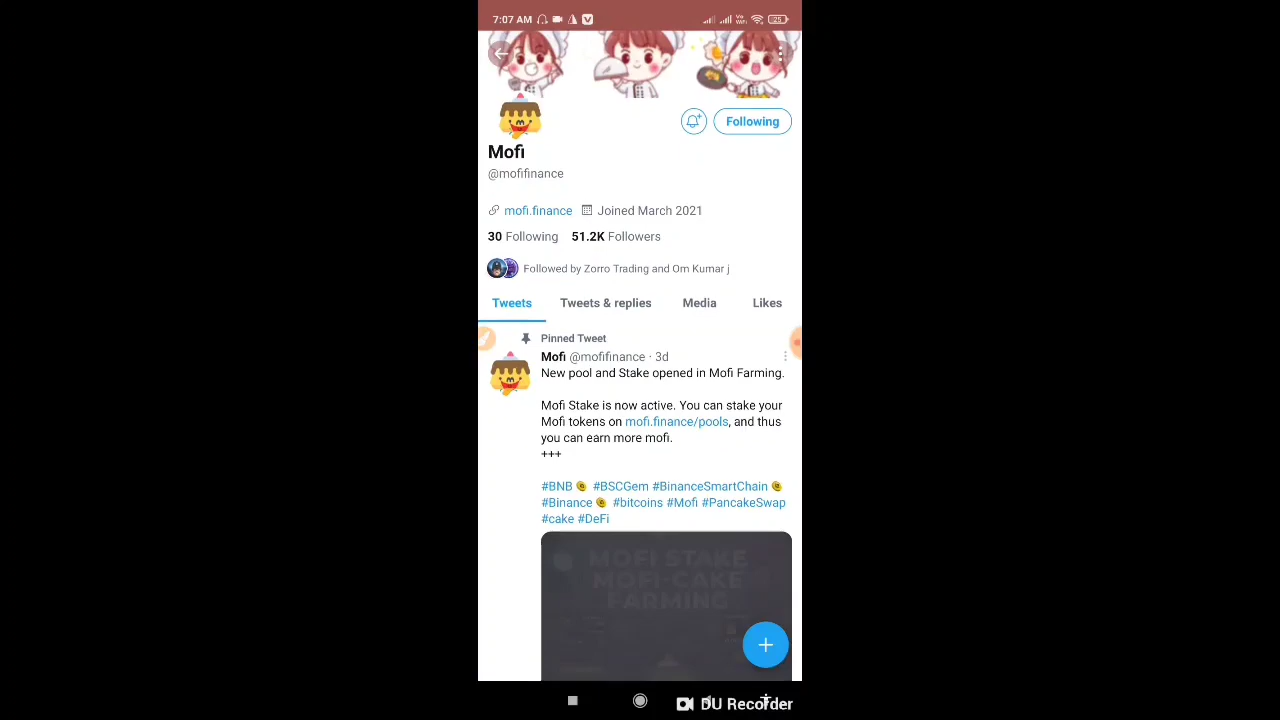 7:07 AM
Vo
WiFi
25
Following
Mofi
@mofifinance
mofi.finance Joined March 2021
30 Following 51.2K Followers
Followed by Zorro Trading and Om Kumar j
Tweets Tweets & replies Media Likes
Pinned Tweet
Mofi @mofifinance · 3d
New pool and Stake opened in Mofi Farming.
Mofi Stake is now active. You can stake your
Mofi tokens on mofi.finance/pools, and thus
you can earn more mofi.
+++
#BNB #BSCGem #BinanceSmartChain
#Binance #bitcoins #Mofi #PancakeSwap
#cake #DeFi
MOFI STAKE
MOFI-CAKE
FARMING
DU Recorder